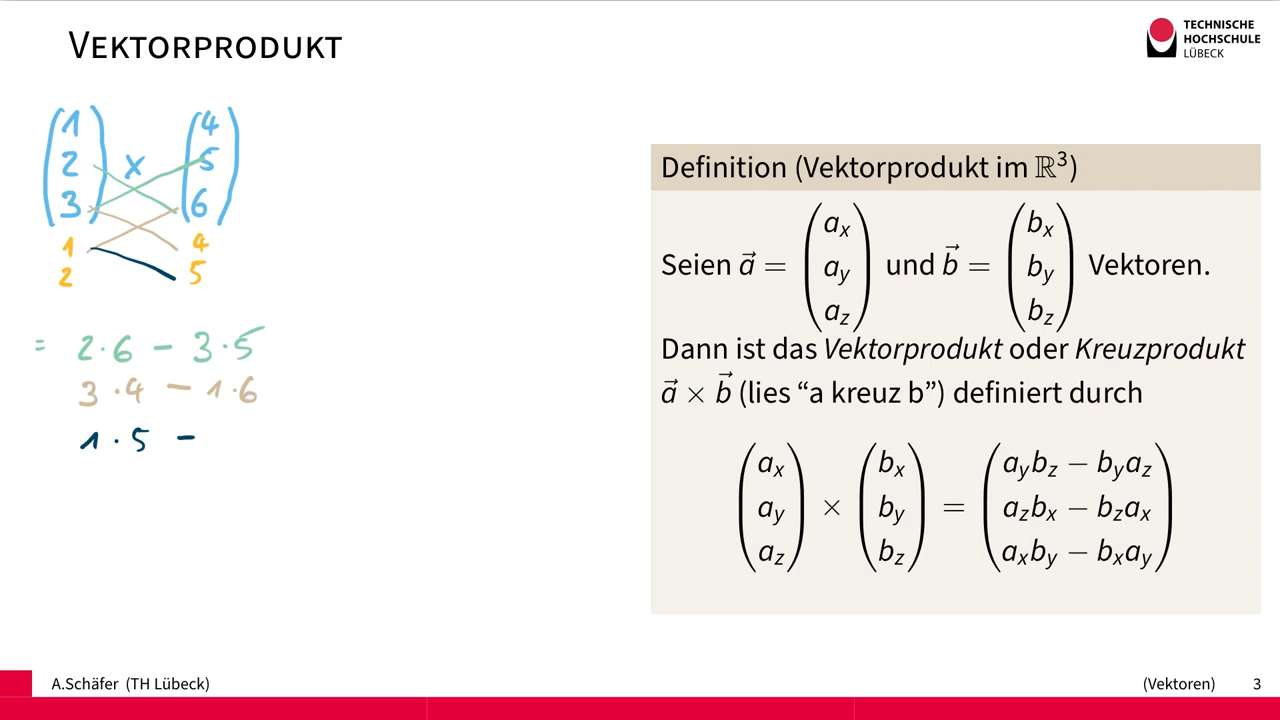 VEKTORPRODUKT
TECHNISCHE
HOCHSCHULE
LÜBECK
(1 2 3) × (4 5 6)
1 4
2 5
= 2·6 − 3·5
3·4 − 1·6
1·5 −
Definition (Vektorprodukt im ℝ³)
Seien a⃗ = (aₓ a_y a_z) und b⃗ = (bₓ b_y b_z) Vektoren.
Dann ist das Vektorprodukt oder Kreuzprodukt
a⃗ × b⃗ (lies “a kreuz b”) definiert durch
(aₓ a_y a_z) × (bₓ b_y b_z) = (a_y b_z − b_y a_z
a_z bₓ − b_z aₓ
aₓ b_y − bₓ a_y)
A.Schäfer (TH Lübeck)
(Vektoren) 3